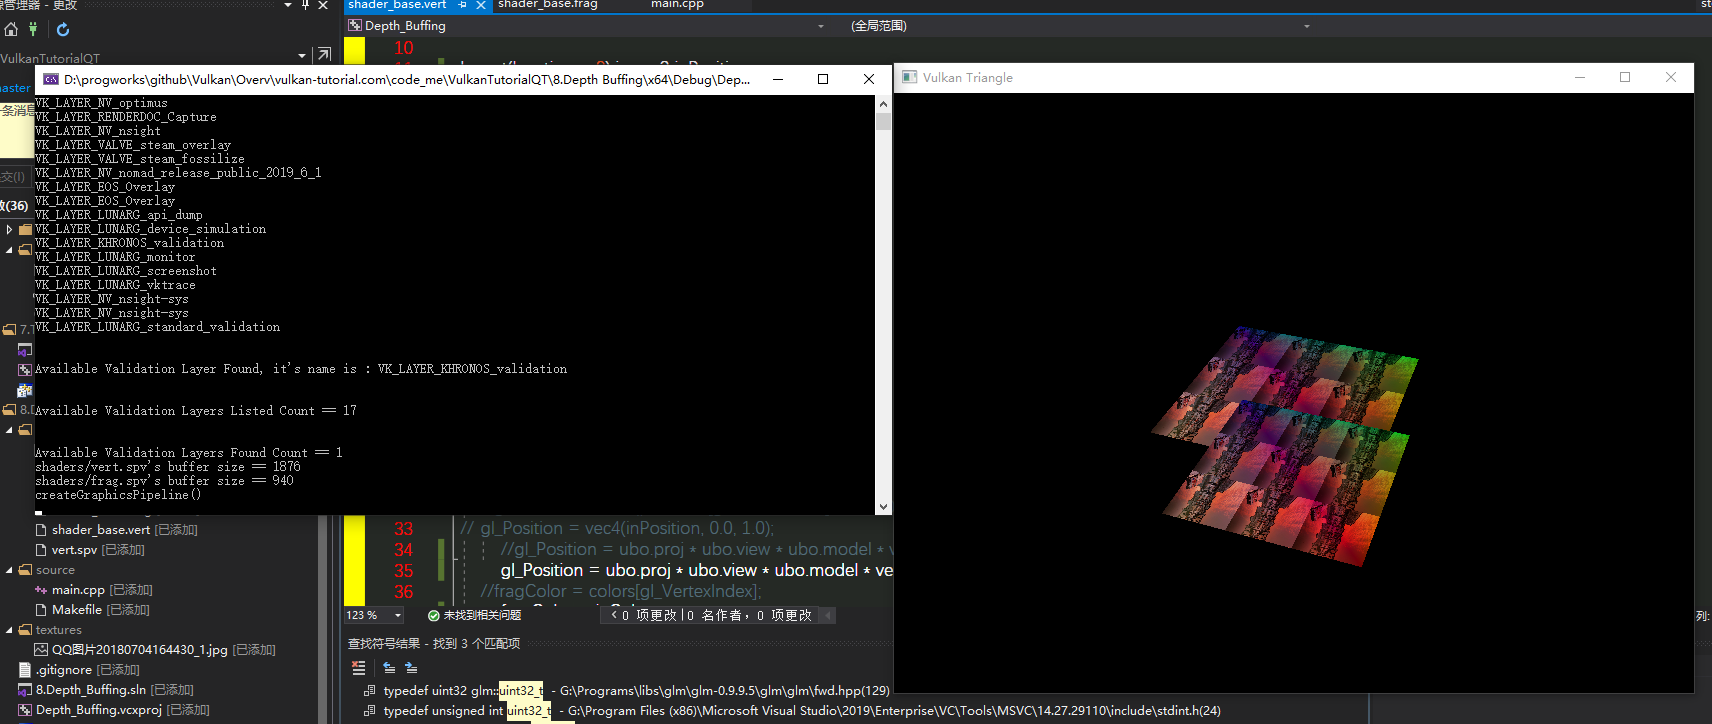 源管理器 - 更改
VulkanTutorialQT
master
条消息
交(I)
改(36)
7.T
8.D
shader_base.vert [已添加]
vert.spv [已添加]
source
main.cpp [已添加]
Makefile [已添加]
textures
QQ图片20180704164430_1.jpg [已添加]
.gitignore [已添加]
8.Depth_Buffing.sln [已添加]
Depth_Buffing.vcxproj [已添加]
shader_base.vert
shader_base.frag
main.cpp
st
Depth_Buffing
(全局范围)
10
D:\progworks\github\Vulkan\Overv\vulkan-tutorial.com\code_me\VulkanTutorialQT\8.Depth Buffing\x64\Debug\Dep...
VK_LAYER_NV_optimus
VK_LAYER_RENDERDOC_Capture
VK_LAYER_NV_nsight
VK_LAYER_VALVE_steam_overlay
VK_LAYER_VALVE_steam_fossilize
VK_LAYER_NV_nomad_release_public_2019_6_1
VK_LAYER_EOS_Overlay
VK_LAYER_EOS_Overlay
VK_LAYER_LUNARG_api_dump
VK_LAYER_LUNARG_device_simulation
VK_LAYER_KHRONOS_validation
VK_LAYER_LUNARG_monitor
VK_LAYER_LUNARG_screenshot
VK_LAYER_LUNARG_vktrace
VK_LAYER_NV_nsight-sys
VK_LAYER_NV_nsight-sys
VK_LAYER_LUNARG_standard_validation
Available Validation Layer Found, it's name is : VK_LAYER_KHRONOS_validation
Available Validation Layers Listed Count == 17
Available Validation Layers Found Count == 1
shaders/vert.spv's buffer size == 1876
shaders/frag.spv's buffer size == 940
createGraphicsPipeline()
Vulkan Triangle
33 // gl_Position = vec4(inPosition, 0.0, 1.0);
34 //gl_Position = ubo.proj * ubo.view * ubo.model * v
35 gl_Position = ubo.proj * ubo.view * ubo.model * ve
36 //fragColor = colors[gl_VertexIndex];
123 %
未找到相关问题
0 项更改 | 0 名作者，0 项更改
列:
查找符号结果 - 找到 3 个匹配项
typedef uint32 glm::uint32_t - G:\Programs\libs\glm\glm-0.9.9.5\glm\glm\fwd.hpp(129)
typedef unsigned int uint32_t - G:\Program Files (x86)\Microsoft Visual Studio\2019\Enterprise\VC\Tools\MSVC\14.27.29110\include\stdint.h(24)